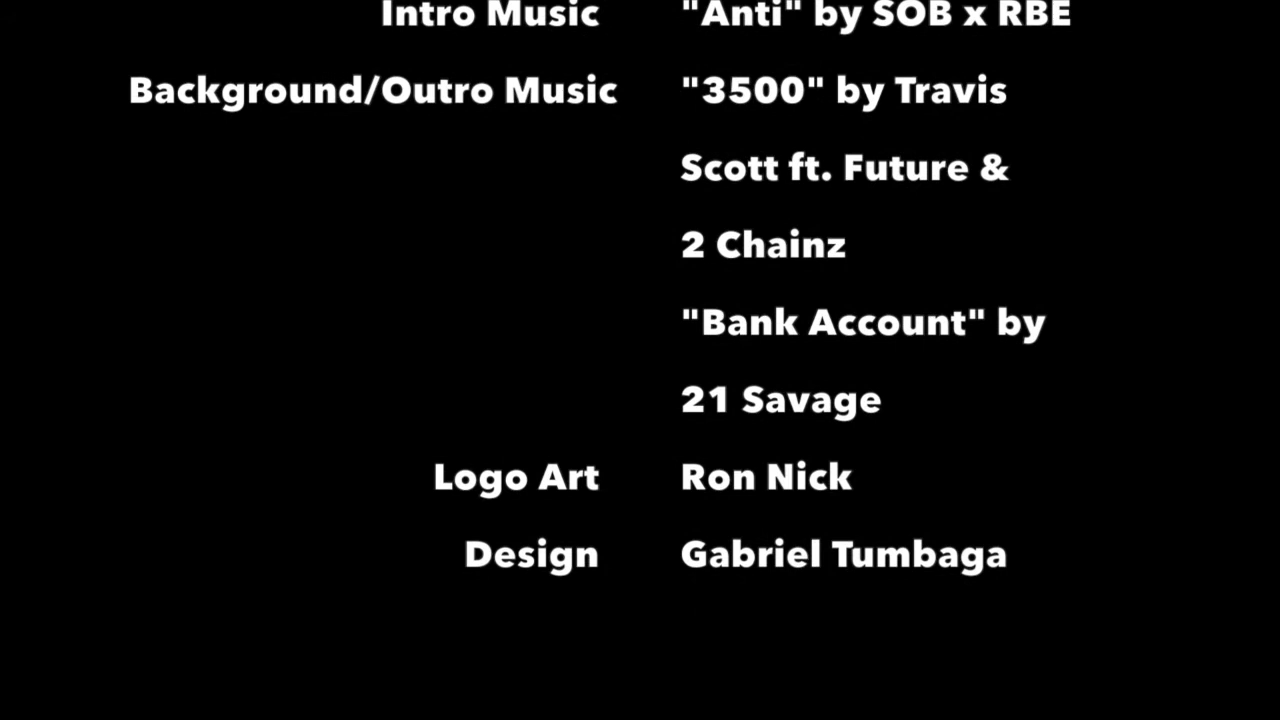 Intro Music "Anti" by SOB x RBE
Background/Outro Music "3500" by Travis
Scott ft. Future &
2 Chainz
"Bank Account" by
21 Savage
Logo Art Ron Nick
Design Gabriel Tumbaga